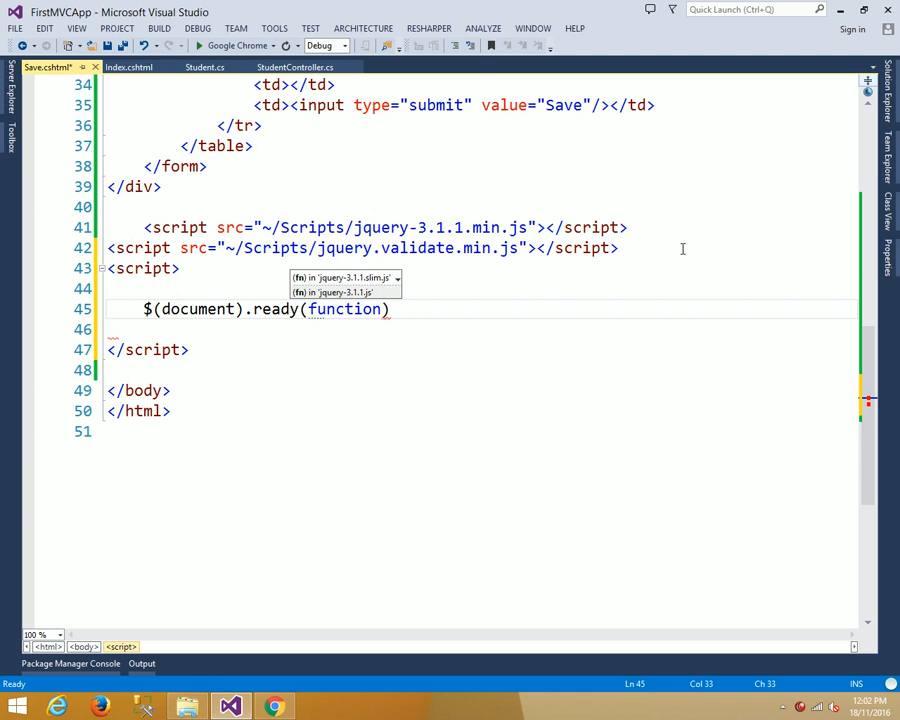 FirstMVCApp - Microsoft Visual Studio
Quick Launch (Ctrl+Q)
FILE EDIT VIEW PROJECT BUILD DEBUG TEAM TOOLS TEST RESHARPER ARCHITECTURE ANALYZE WINDOW HELP
Sign in
Google Chrome Debug
Save.cshtml* Index.cshtml Student.cs StudentController.cs
Server Explorer
Toolbox
Solution Explorer
Team Explorer
Class View
Properties
34 <td></td>
35 <td><input type="submit" value="Save"/></td>
36 </tr>
37 </table>
38 </form>
39 </div>
40
41 <script src="~/Scripts/jquery-3.1.1.min.js"></script>
42 <script src="~/Scripts/jquery.validate.min.js"></script>
43 <script>
(fn) in 'jquery-3.1.1.slim.js'
44
(fn) in 'jquery-3.1.1.js'
45 $(document).ready(function)
46
47 </script>
48
49 </body>
50 </html>
51
100 %
<html> <body> <script>
Package Manager Console Output
Ready Ln 45 Col 33 Ch 33 INS
12:02 PM
18/11/2016